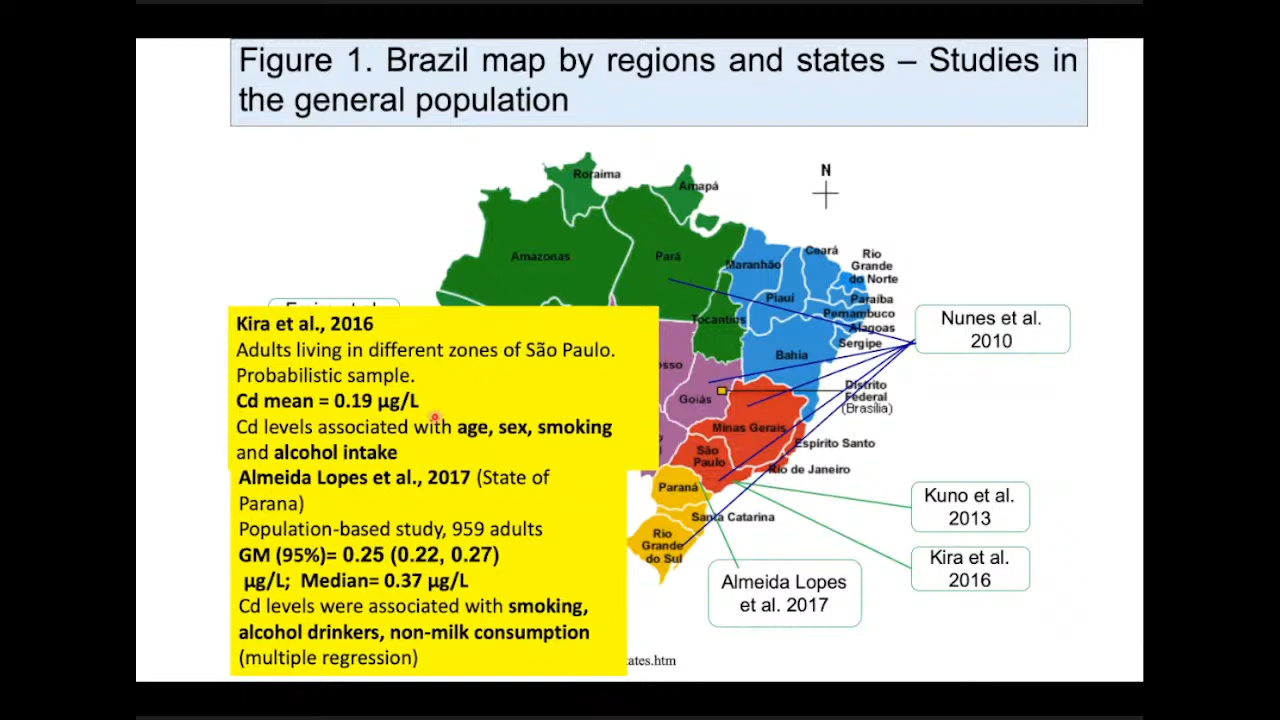 Figure 1. Brazil map by regions and states – Studies in
the general population
N
Roraima
Amapá
Amazonas
Pará
Maranhão
Ceará
Rio
Grande
do Norte
Piauí
Paraíba
Pernambuco
Alagoas
Sergipe
Tocantins
Bahia
Nunes et al.
2010
Distrito
Federal
(Brasília)
Goiás
Minas Gerais
Espírito Santo
São
Paulo
Rio de Janeiro
Paraná
Santa Catarina
Rio
Grande
do Sul
Kuno et al.
2013
Kira et al.
2016
Almeida Lopes
et al. 2017
Kira et al., 2016
Adults living in different zones of São Paulo.
Probabilistic sample.
Cd mean = 0.19 µg/L
Cd levels associated with age, sex, smoking
and alcohol intake
Almeida Lopes et al., 2017 (State of
Parana)
Population-based study, 959 adults
GM (95%)= 0.25 (0.22, 0.27)
µg/L; Median= 0.37 µg/L
Cd levels were associated with smoking,
alcohol drinkers, non-milk consumption
(multiple regression)